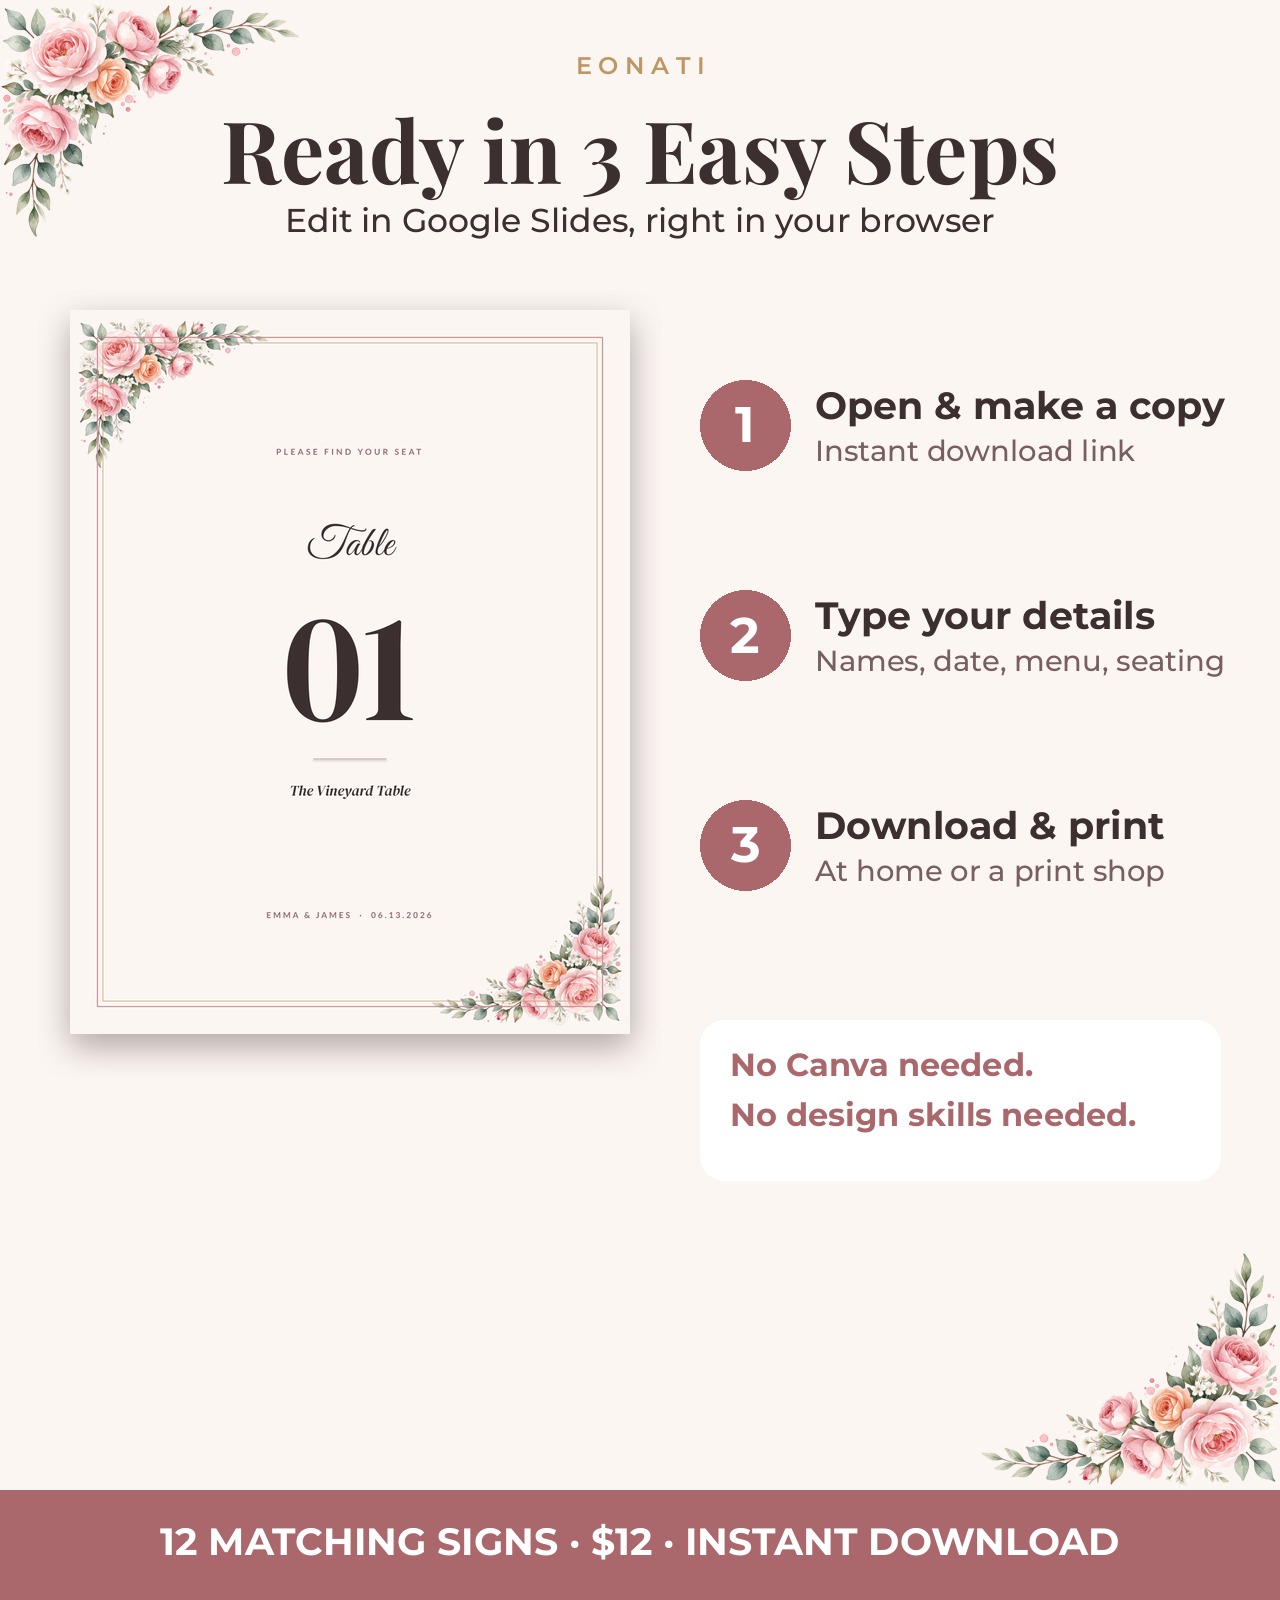 EONATI
Ready in 3 Easy Steps
Edit in Google Slides, right in your browser
PLEASE FIND YOUR SEAT
Table
01
The Vineyard Table
EMMA & JAMES · 06.13.2026
1
Open & make a copy
Instant download link
2
Type your details
Names, date, menu, seating
3
Download & print
At home or a print shop
No Canva needed.
No design skills needed.
12 MATCHING SIGNS · $12 · INSTANT DOWNLOAD